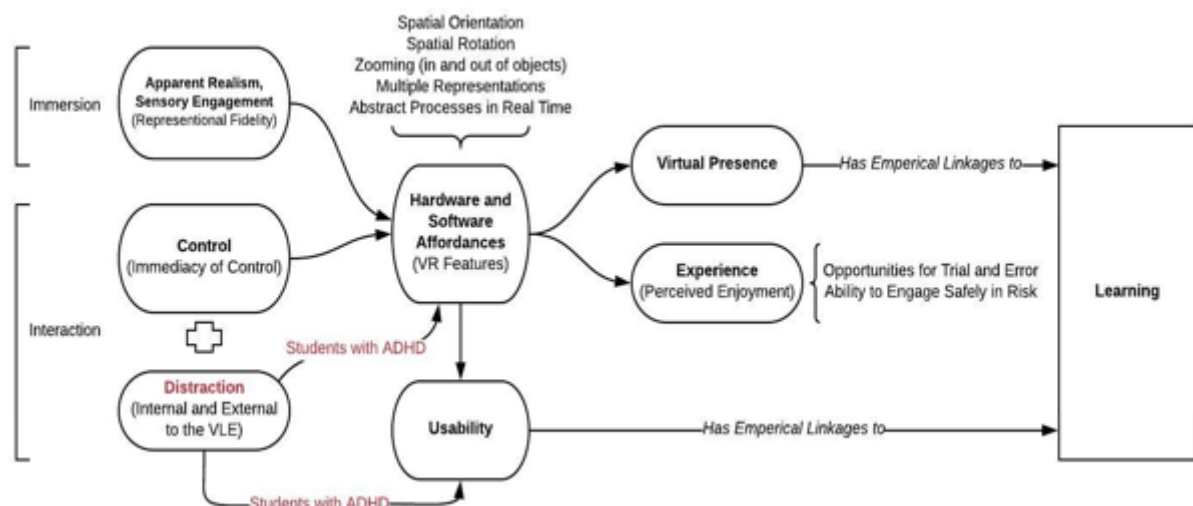 Spatial Orientation
Spatial Rotation
Zooming (in and out of objects)
Multiple Representations
Abstract Processes in Real Time
Immersion
Apparent Realism,
Sensory Engagement
(Representional Fidelity)
Hardware and
Software
Affordances
(VR Features)
Virtual Presence
Has Emperical Linkages to
Interaction
Control
(Immediacy of Control)
Experience
(Perceived Enjoyment)
Opportunities for Trial and Error
Ability to Engage Safely in Risk
Learning
Students with ADHD
Distraction
(Internal and External
to the VLE)
Usability
Has Emperical Linkages to
Students with ADHD